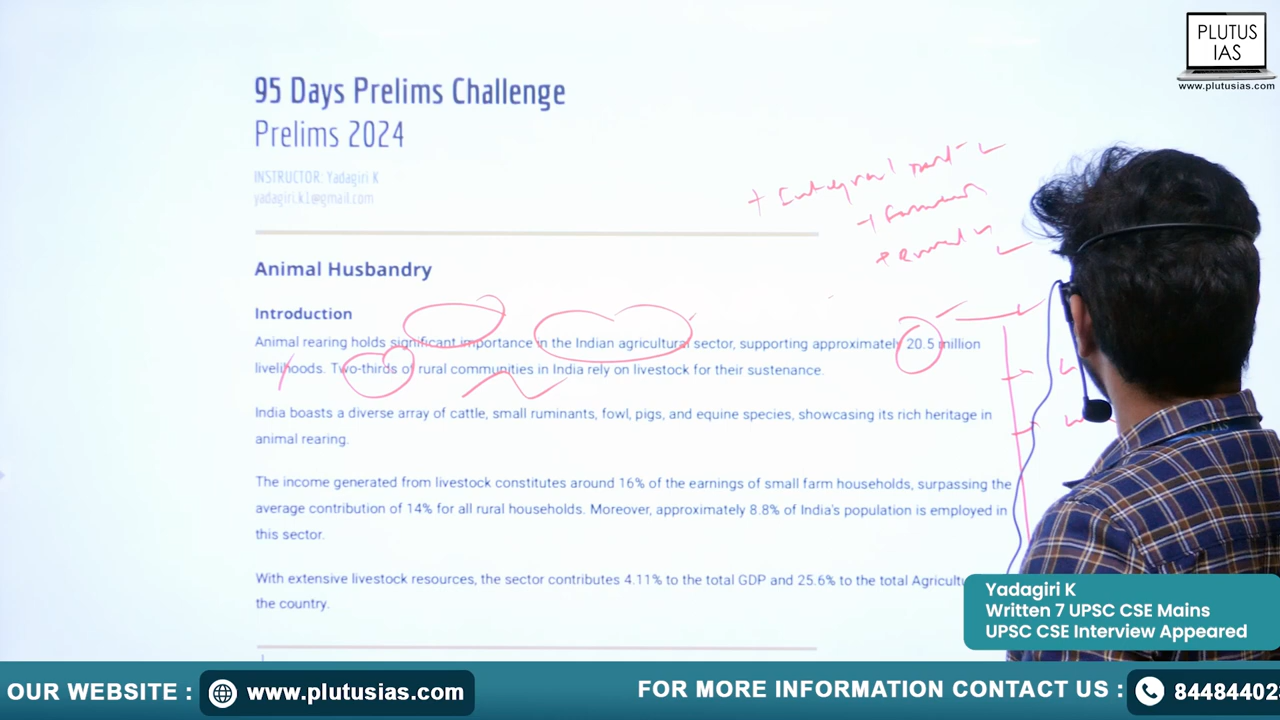 PLUTUS
IAS
www.plutusias.com
95 Days Prelims Challenge
Prelims 2024
INSTRUCTOR: Yadagiri K
yadagiri.k1@gmail.com
+ Integral part
Animal Husbandry
Introduction
Animal rearing holds significant importance in the Indian agricultural sector, supporting approximately 20.5 million
livelihoods. Two-thirds of rural communities in India rely on livestock for their sustenance.
India boasts a diverse array of cattle, small ruminants, fowl, pigs, and equine species, showcasing its rich heritage in
animal rearing.
The income generated from livestock constitutes around 16% of the earnings of small farm households, surpassing the
average contribution of 14% for all rural households. Moreover, approximately 8.8% of India's population is employed in
this sector.
With extensive livestock resources, the sector contributes 4.11% to the total GDP and 25.6% to the total
the country.
Yadagiri K
Written 7 UPSC CSE Mains
UPSC CSE Interview Appeared
OUR WEBSITE : www.plutusias.com
FOR MORE INFORMATION CONTACT US : 84484402